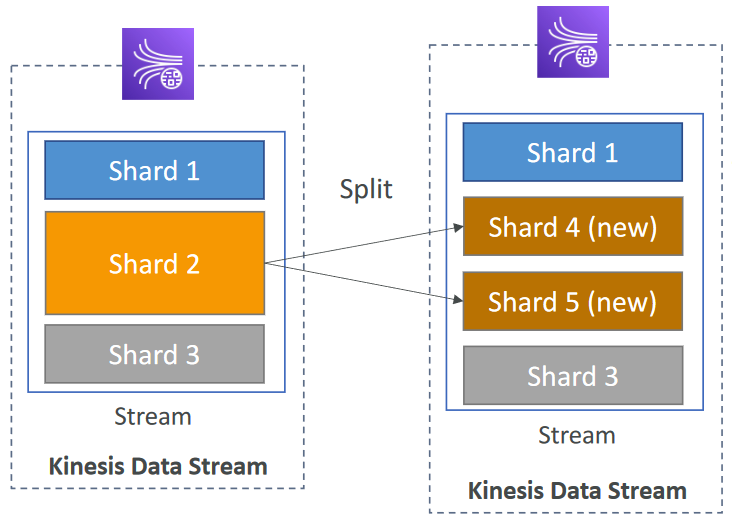 Shard 1
Shard 2
Shard 3
Stream
Kinesis Data Stream
Split
Shard 1
Shard 4 (new)
Shard 5 (new)
Shard 3
Stream
Kinesis Data Stream